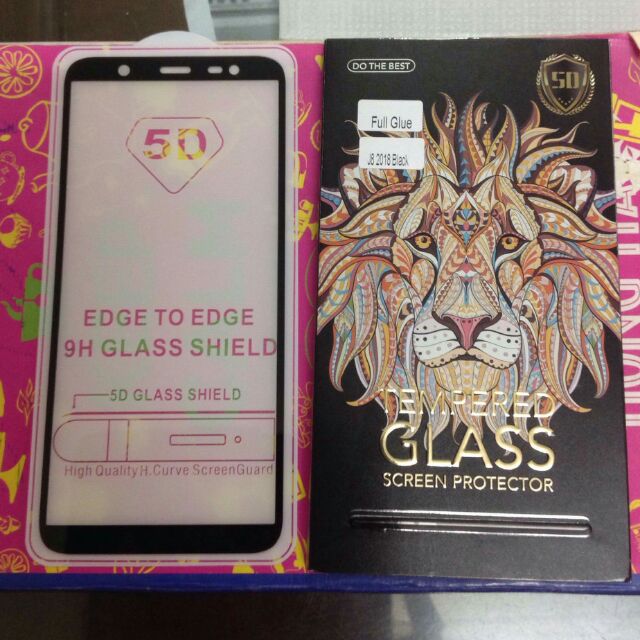 5D
EDGE TO EDGE
9H GLASS SHIELD
5D GLASS SHIELD
High Quality H. Curve ScreenGuard
DO THE BEST
5D
Full Glue
J8 2018 Black
TEMPERED
GLASS
SCREEN PROTECTOR